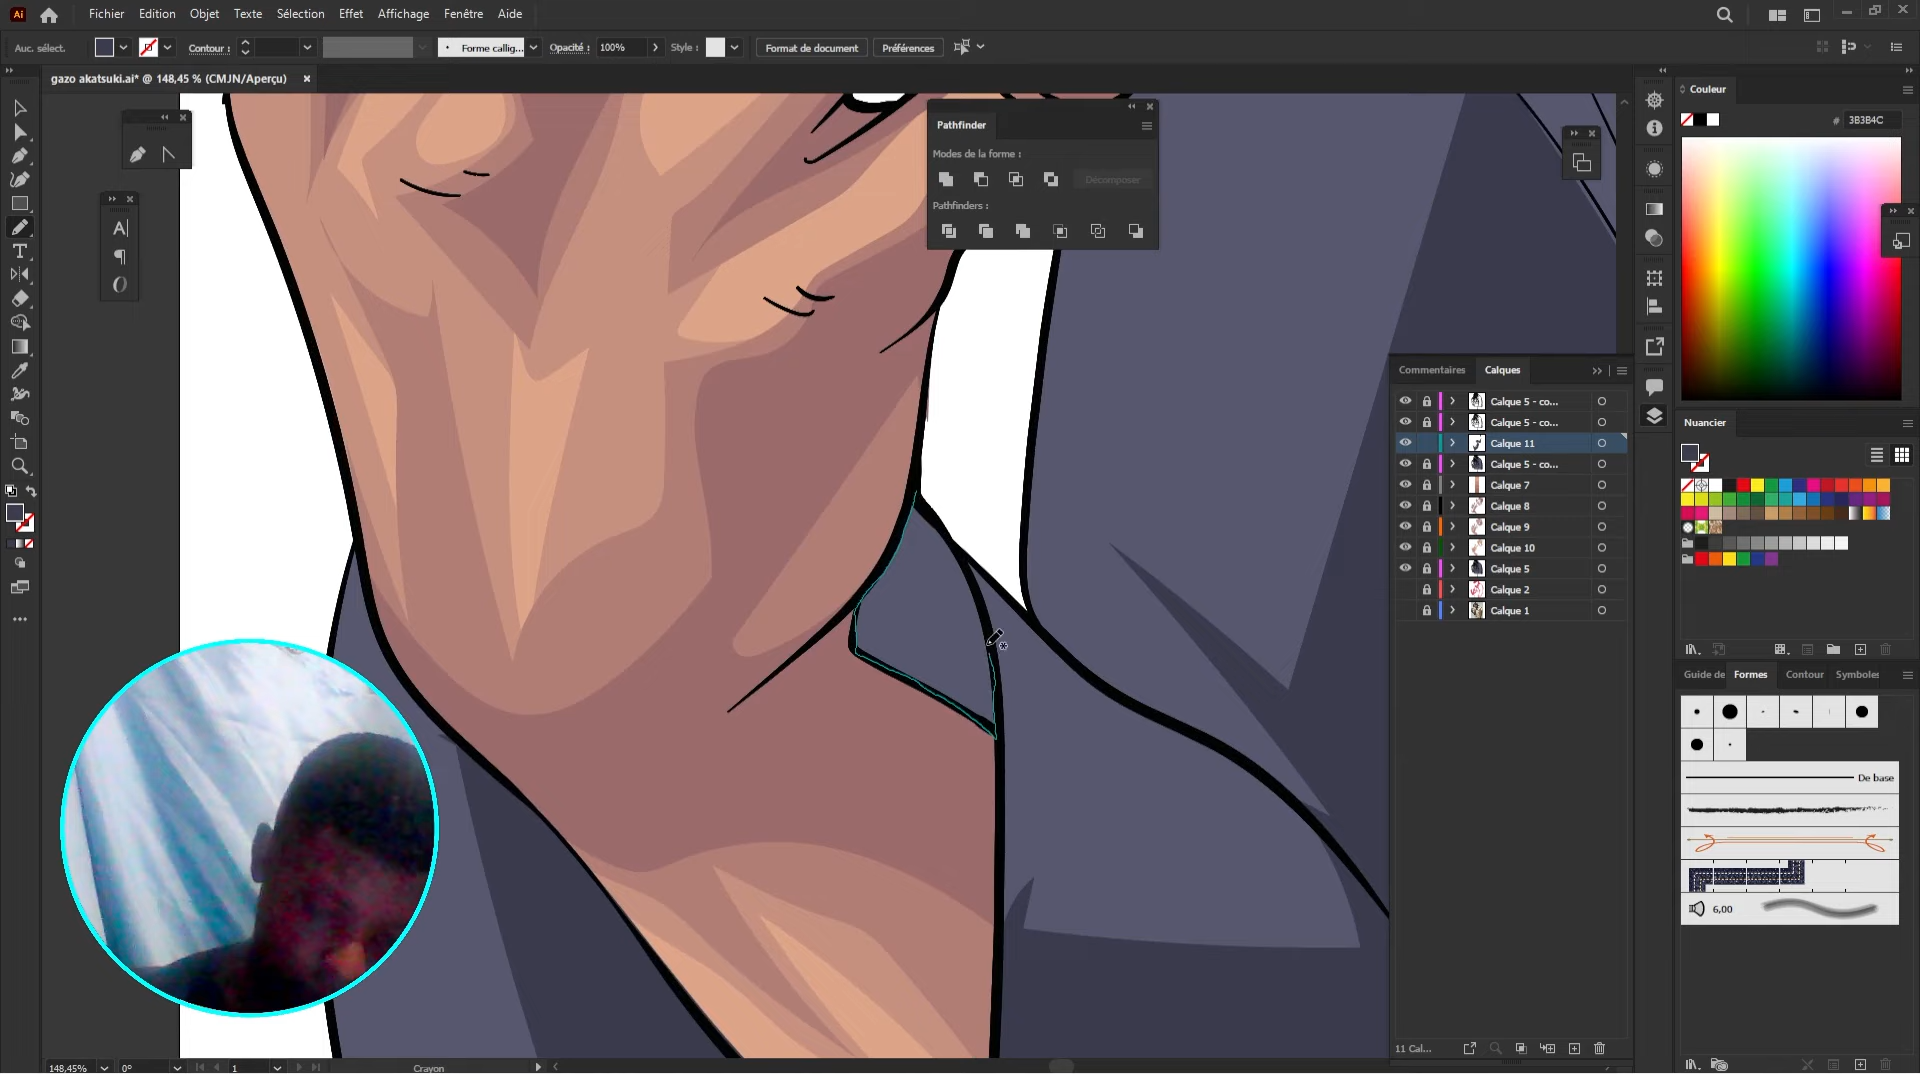 Ai
Fichier Edition Objet Texte Sélection Effet Affichage Fenêtre Aide
Auc. sélect.
Contour :
Forme callig...
Opacité : 100%
Style :
Format de document
Préférences
gazo akatsuki.ai* @ 148,45 % (CMJN/Aperçu)
Pathfinder
Modes de la forme :
Décomposer
Pathfinders :
Couleur
# 3B3B4C
Commentaires Calques
Calque 5 - co...
Calque 5 - co...
Calque 11
Calque 5 - co...
Calque 7
Calque 8
Calque 9
Calque 10
Calque 5
Calque 2
Calque 1
11 Cal...
Nuancier
Guide de Formes Contour Symboles
De base
6,00
148,45% 0° 1 Crayon